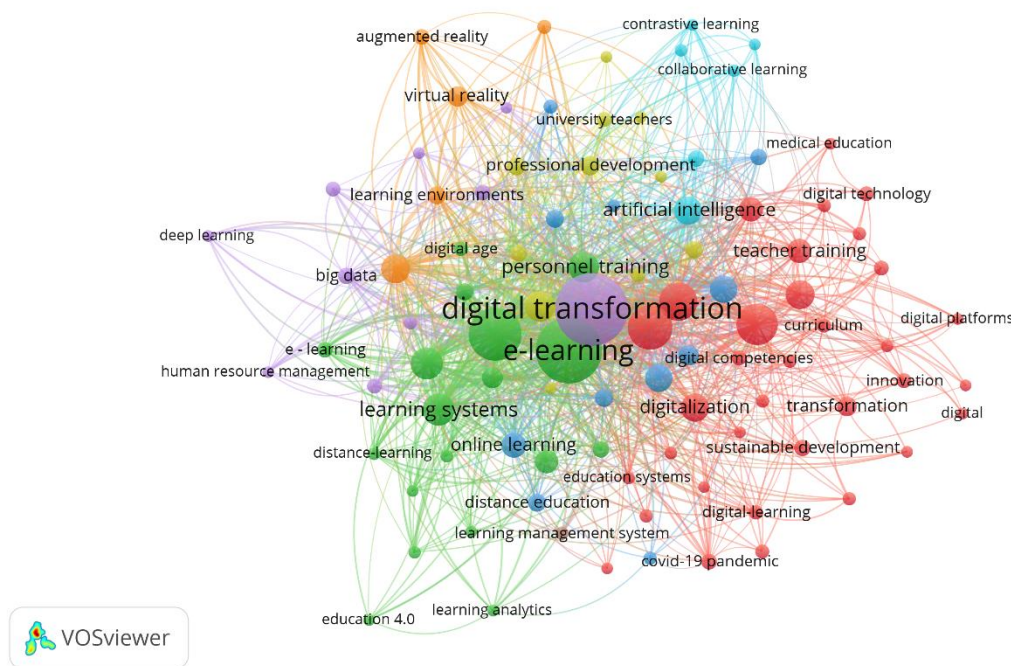 contrastive learning
augmented reality
collaborative learning
virtual reality
university teachers
medical education
professional development
digital technology
learning environments
artificial intelligence
deep learning
digital age
teacher training
personnel training
big data
digital transformation
digital platforms
curriculum
e - learning
e-learning
digital competencies
human resource management
innovation
learning systems
digitalization
transformation
digital
online learning
sustainable development
distance-learning
education systems
distance education
digital-learning
learning management system
covid-19 pandemic
learning analytics
education 4.0
VOSviewer